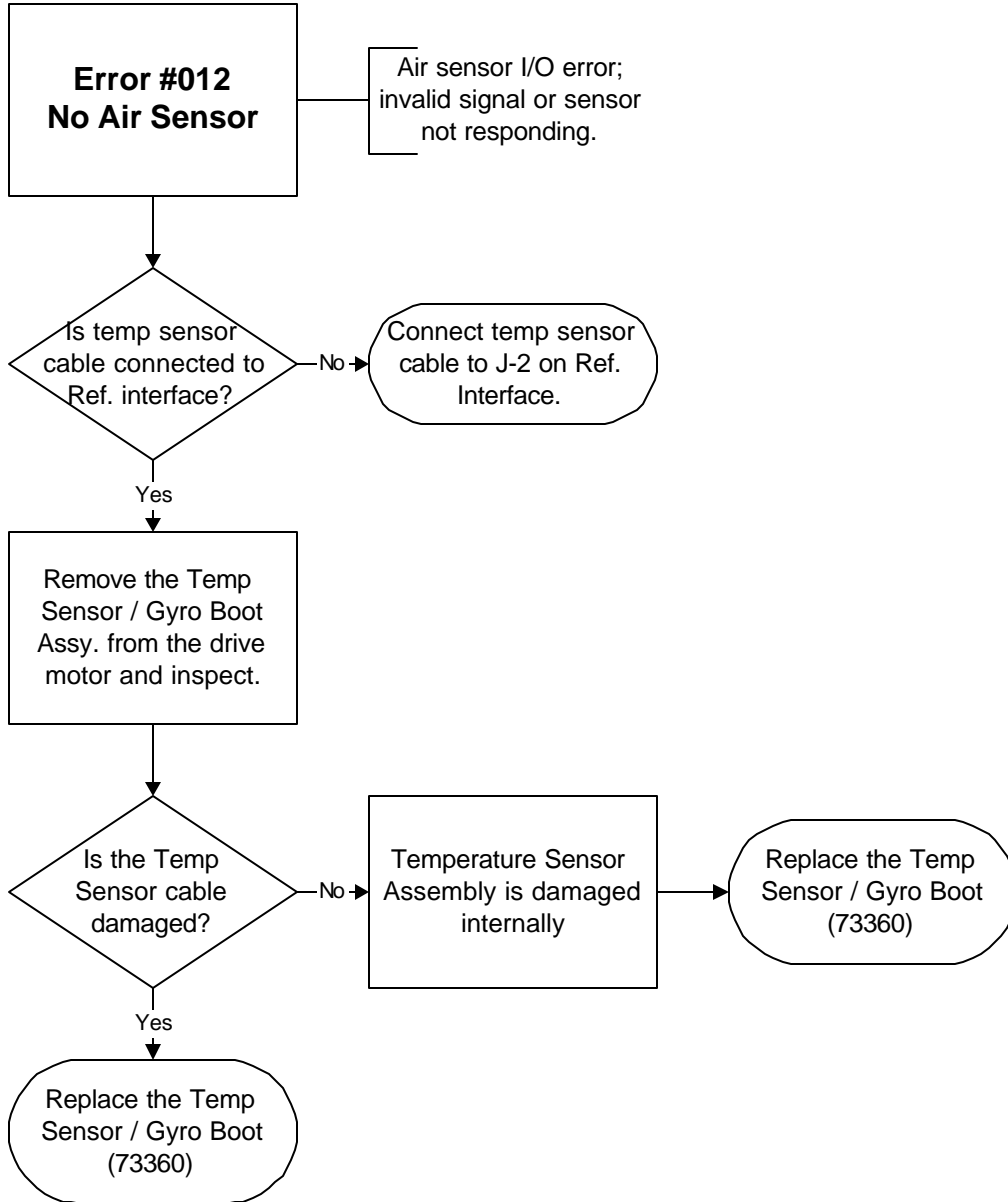 Error #012
No Air Sensor
Air sensor I/O error;
invalid signal or sensor
not responding.
Is temp sensor
cable connected to
Ref. interface?
No
Connect temp sensor
cable to J-2 on Ref.
Interface.
Yes
Remove the Temp
Sensor / Gyro Boot
Assy. from the drive
motor and inspect.
Is the Temp
Sensor cable
damaged?
No
Temperature Sensor
Assembly is damaged
internally
Replace the Temp
Sensor / Gyro Boot
(73360)
Yes
Replace the Temp
Sensor / Gyro Boot
(73360)